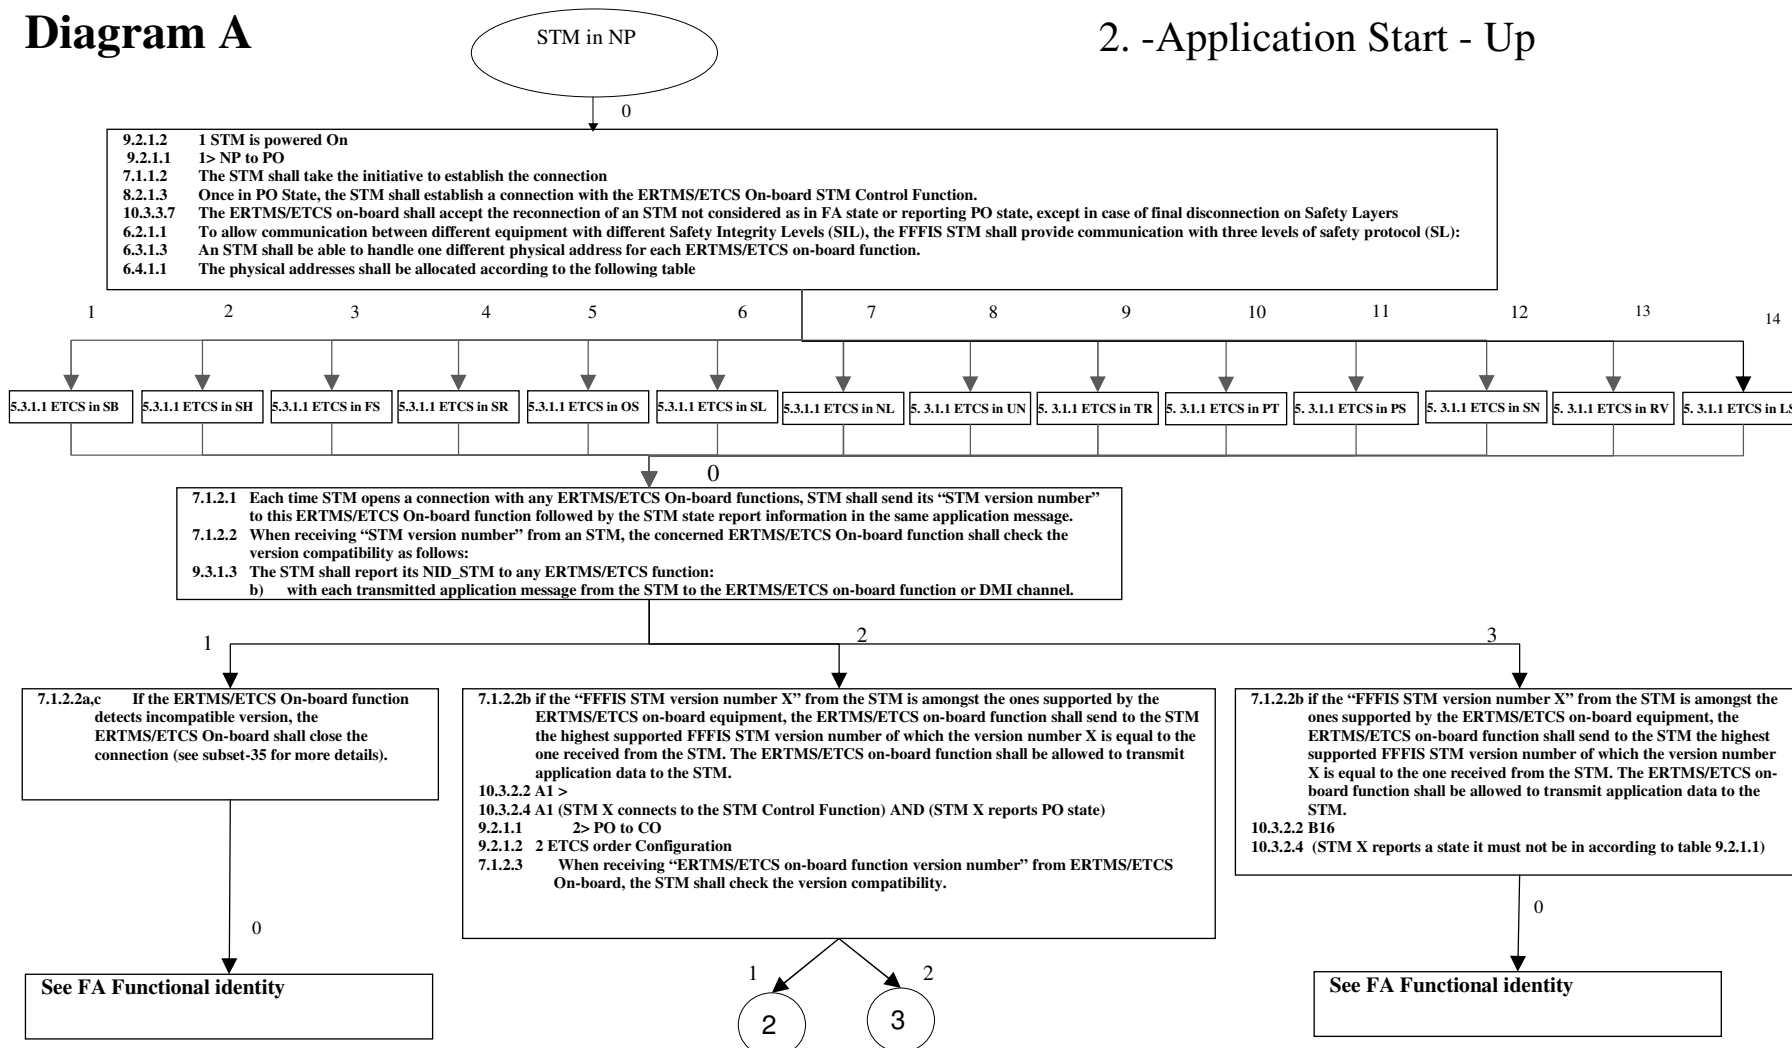 Diagram A
STM in NP
2. -Application Start - Up
0
9.2.1.2 1 STM is powered On
9.2.1.1 1> NP to PO
7.1.1.2 The STM shall take the initiative to establish the connection
8.2.1.3 Once in PO State, the STM shall establish a connection with the ERTMS/ETCS On-board STM Control Function.
10.3.3.7 The ERTMS/ETCS on-board shall accept the reconnection of an STM not considered as in FA state or reporting PO state, except in case of final disconnection on Safety Layers
6.2.1.1 To allow communication between different equipment with different Safety Integrity Levels (SIL), the FFFIS STM shall provide communication with three levels of safety protocol (SL):
6.3.1.3 An STM shall be able to handle one different physical address for each ERTMS/ETCS on-board function.
6.4.1.1 The physical addresses shall be allocated according to the following table
1 2 3 4 5 6 7 8 9 10 11 12 13 14
5.3.1.1 ETCS in SB
5.3.1.1 ETCS in SH
5.3.1.1 ETCS in FS
5.3.1.1 ETCS in SR
5.3.1.1 ETCS in OS
5.3.1.1 ETCS in SL
5.3.1.1 ETCS in NL
5. 3.1.1 ETCS in UN
5. 3.1.1 ETCS in TR
5. 3.1.1 ETCS in PT
5. 3.1.1 ETCS in PS
5. 3.1.1 ETCS in SN
5. 3.1.1 ETCS in RV
5. 3.1.1 ETCS in LS
0
7.1.2.1 Each time STM opens a connection with any ERTMS/ETCS On-board functions, STM shall send its “STM version number”
to this ERTMS/ETCS On-board function followed by the STM state report information in the same application message.
7.1.2.2 When receiving “STM version number” from an STM, the concerned ERTMS/ETCS On-board function shall check the
version compatibility as follows:
9.3.1.3 The STM shall report its NID_STM to any ERTMS/ETCS function:
b) with each transmitted application message from the STM to the ERTMS/ETCS on-board function or DMI channel.
1 2 3
7.1.2.2a,c If the ERTMS/ETCS On-board function
detects incompatible version, the
ERTMS/ETCS On-board shall close the
connection (see subset-35 for more details).
0
See FA Functional identity
7.1.2.2b if the “FFFIS STM version number X” from the STM is amongst the ones supported by the
ERTMS/ETCS on-board equipment, the ERTMS/ETCS on-board function shall send to the STM
the highest supported FFFIS STM version number of which the version number X is equal to the
one received from the STM. The ERTMS/ETCS on-board function shall be allowed to transmit
application data to the STM.
10.3.2.2 A1 >
10.3.2.4 A1 (STM X connects to the STM Control Function) AND (STM X reports PO state)
9.2.1.1 2> PO to CO
9.2.1.2 2 ETCS order Configuration
7.1.2.3 When receiving “ERTMS/ETCS on-board function version number” from ERTMS/ETCS
On-board, the STM shall check the version compatibility.
1 2
2
3
7.1.2.2b if the “FFFIS STM version number X” from the STM is amongst the
ones supported by the ERTMS/ETCS on-board equipment, the
ERTMS/ETCS on-board function shall send to the STM the highest
supported FFFIS STM version number of which the version number
X is equal to the one received from the STM. The ERTMS/ETCS on-
board function shall be allowed to transmit application data to the
STM.
10.3.2.2 B16
10.3.2.4 (STM X reports a state it must not be in according to table 9.2.1.1)
0
See FA Functional identity